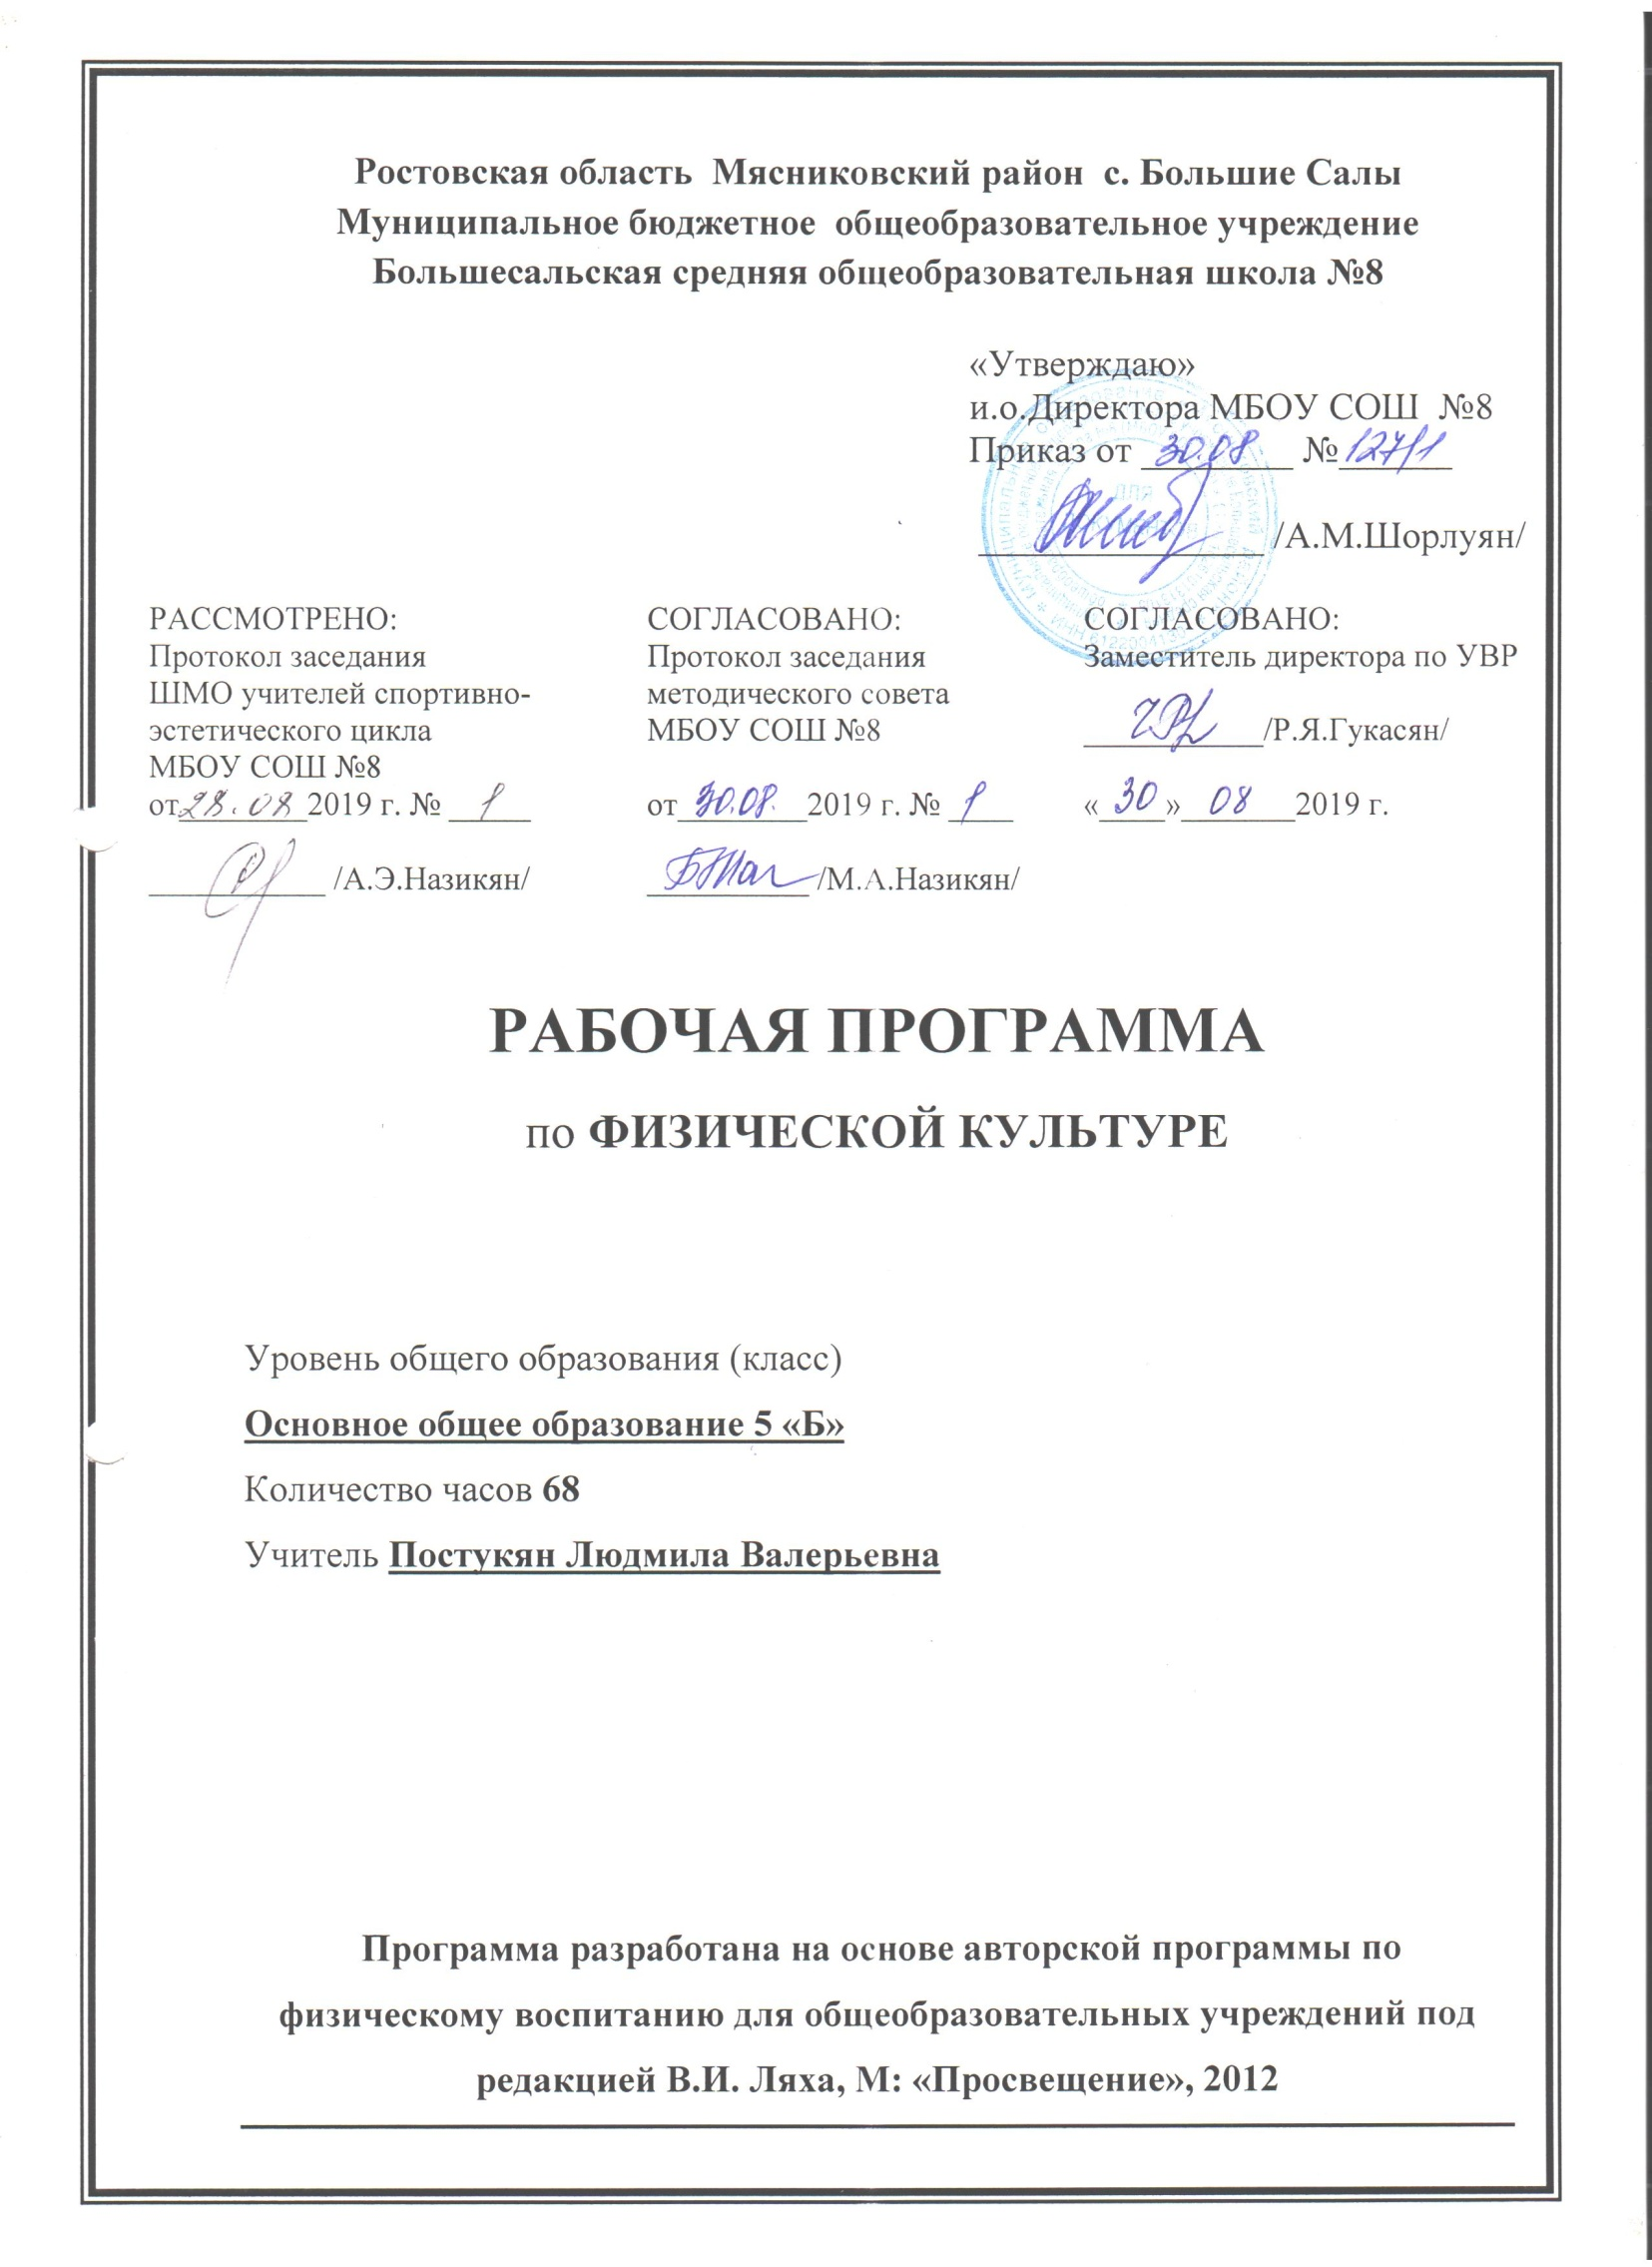 Ростовская область Мясниковский район с. Большие Салы
Муниципальное бюджетное общеобразовательное учреждение
Большесальская средняя общеобразовательная школа №8
«Утверждаю»
и.о.Директора МБОУ СОШ №8
Приказ от 30.08 № 127/1
/А.М.Шорлуян/
ДЛЯ
ИНН 6122004130
РАССМОТРЕНО:
Протокол заседания
ШМО учителей спортивно-
эстетического цикла
МБОУ СОШ №8
от 28.08 2019 г. № 1
/А.Э.Назикян/
СОГЛАСОВАНО:
Протокол заседания
методического совета
МБОУ СОШ №8
от 30.08. 2019 г. № 1
/М.А.Назикян/
СОГЛАСОВАНО:
Заместитель директора по УВР
/Р.Я.Гукасян/
«30» 08 2019 г.
РАБОЧАЯ ПРОГРАММА
по ФИЗИЧЕСКОЙ КУЛЬТУРЕ
Уровень общего образования (класс)
Основное общее образование 5 «Б»
Количество часов 68
Учитель Постукян Людмила Валерьевна
Программа разработана на основе авторской программы по
физическому воспитанию для общеобразовательных учреждений под
редакцией В.И. Ляха, М: «Просвещение», 2012